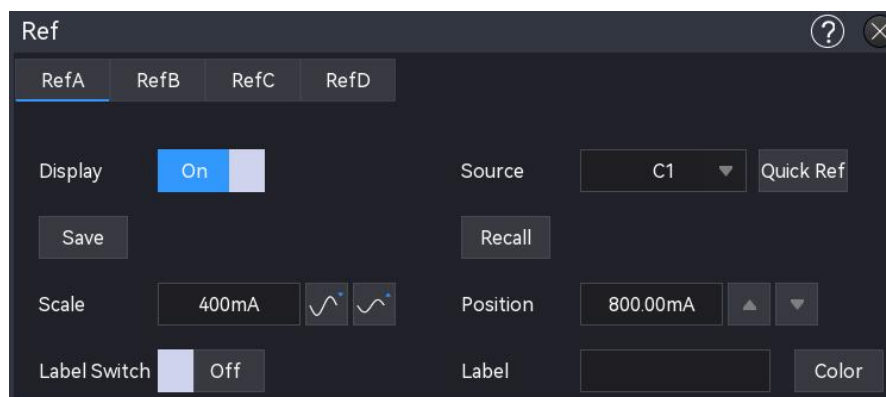 Ref ?
RefA RefB RefC RefD
Display On Source C1 Quick Ref
Save Recall
Scale 400mA Position 800.00mA
Label Switch Off Label Color